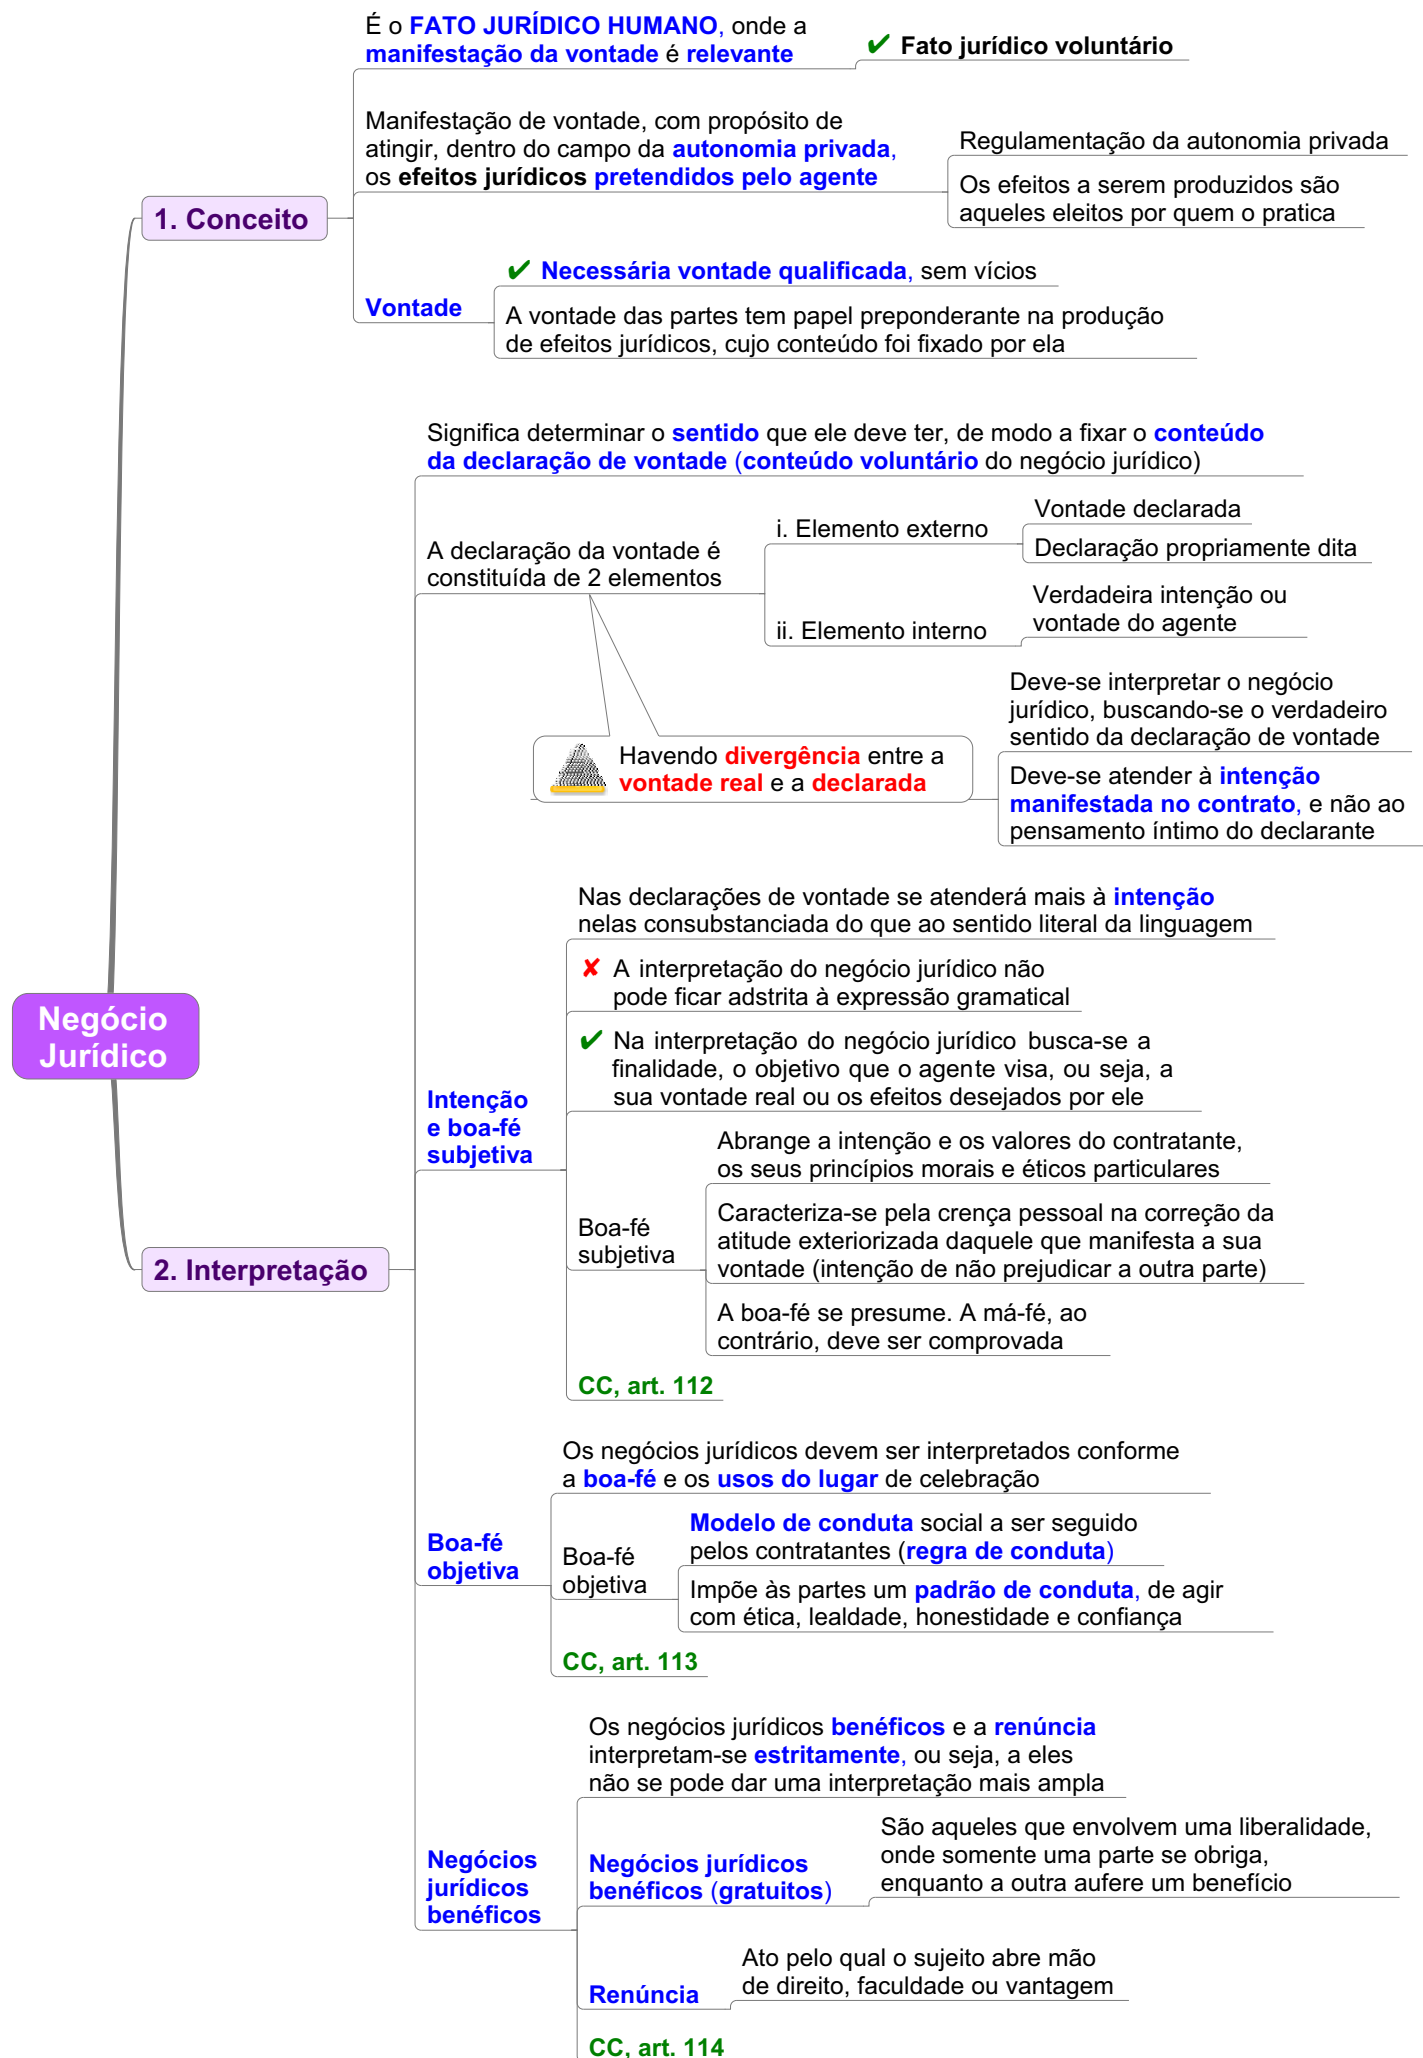 É o FATO JURÍDICO HUMANO, onde a
manifestação da vontade é relevante
✔ Fato jurídico voluntário
Manifestação de vontade, com propósito de
atingir, dentro do campo da autonomia privada,
os efeitos jurídicos pretendidos pelo agente
Regulamentação da autonomia privada
Os efeitos a serem produzidos são
aqueles eleitos por quem o pratica
1. Conceito
✔ Necessária vontade qualificada, sem vícios
Vontade
A vontade das partes tem papel preponderante na produção
de efeitos jurídicos, cujo conteúdo foi fixado por ela
Significa determinar o sentido que ele deve ter, de modo a fixar o conteúdo
da declaração de vontade (conteúdo voluntário do negócio jurídico)
A declaração da vontade é
constituída de 2 elementos
i. Elemento externo
Vontade declarada
Declaração propriamente dita
ii. Elemento interno
Verdadeira intenção ou
vontade do agente
Havendo divergência entre a
vontade real e a declarada
Deve-se interpretar o negócio
jurídico, buscando-se o verdadeiro
sentido da declaração de vontade
Deve-se atender à intenção
manifestada no contrato, e não ao
pensamento íntimo do declarante
Negócio
Jurídico
2. Interpretação
Intenção
e boa-fé
subjetiva
Nas declarações de vontade se atenderá mais à intenção
nelas consubstanciada do que ao sentido literal da linguagem
✘ A interpretação do negócio jurídico não
pode ficar adstrita à expressão gramatical
✔ Na interpretação do negócio jurídico busca-se a
finalidade, o objetivo que o agente visa, ou seja, a
sua vontade real ou os efeitos desejados por ele
Boa-fé
subjetiva
Abrange a intenção e os valores do contratante,
os seus princípios morais e éticos particulares
Caracteriza-se pela crença pessoal na correção da
atitude exteriorizada daquele que manifesta a sua
vontade (intenção de não prejudicar a outra parte)
A boa-fé se presume. A má-fé, ao
contrário, deve ser comprovada
CC, art. 112
Boa-fé
objetiva
Os negócios jurídicos devem ser interpretados conforme
a boa-fé e os usos do lugar de celebração
Boa-fé
objetiva
Modelo de conduta social a ser seguido
pelos contratantes (regra de conduta)
Impõe às partes um padrão de conduta, de agir
com ética, lealdade, honestidade e confiança
CC, art. 113
Negócios
jurídicos
benéficos
Os negócios jurídicos benéficos e a renúncia
interpretam-se estritamente, ou seja, a eles
não se pode dar uma interpretação mais ampla
Negócios jurídicos
benéficos (gratuitos)
São aqueles que envolvem uma liberalidade,
onde somente uma parte se obriga,
enquanto a outra aufere um benefício
Renúncia
Ato pelo qual o sujeito abre mão
de direito, faculdade ou vantagem
CC, art. 114